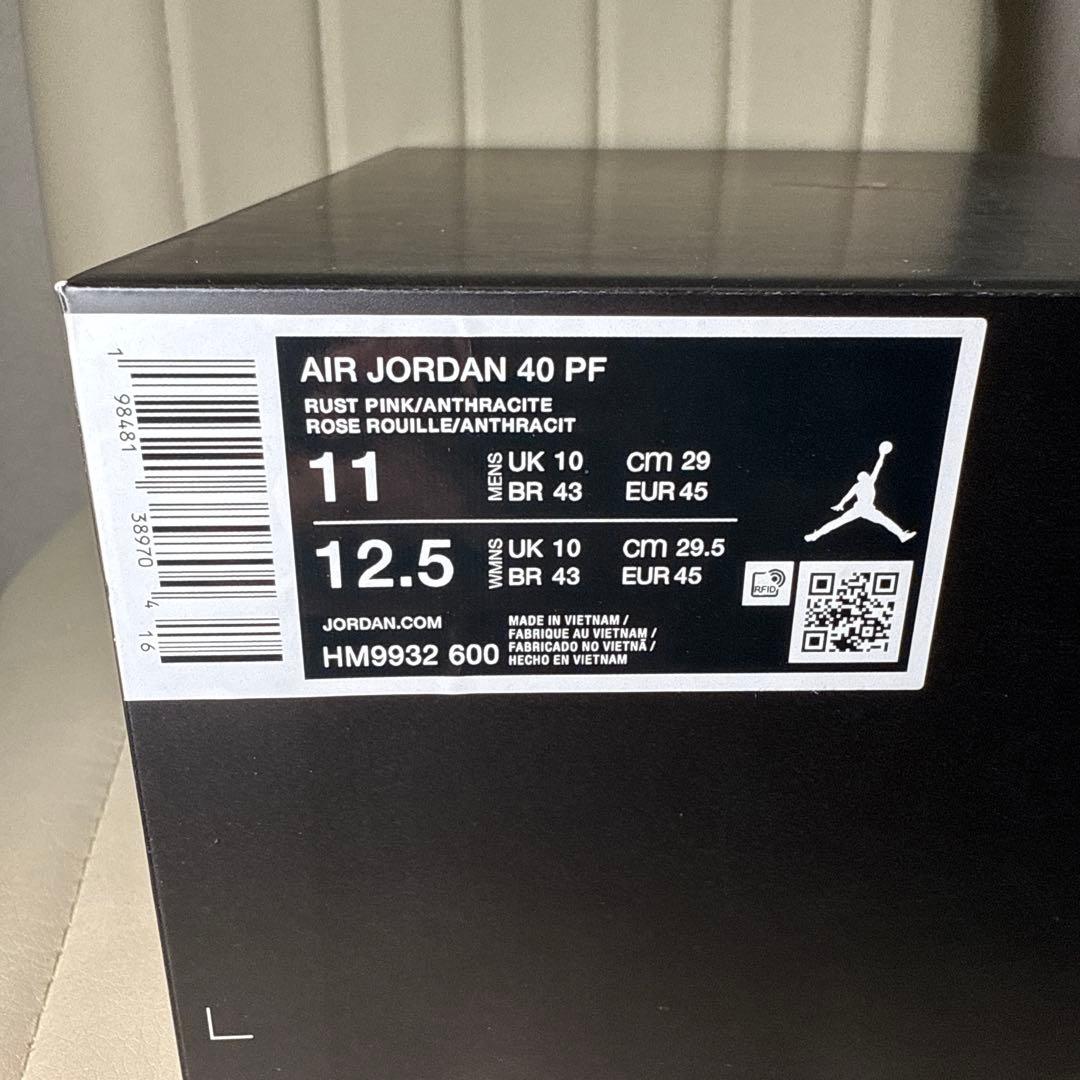 AIR JORDAN 40 PF
RUST PINK/ANTHRACITE
ROSE ROUILLE/ANTHRACIT
11
MENS
UK 10 cm 29
BR 43 EUR 45
12.5
WMNS
UK 10 cm 29.5
BR 43 EUR 45
JORDAN.COM
HM9932 600
MADE IN VIETNAM /
FABRIQUE AU VIETNAM /
FABRICADO NO VIETNÃ /
HECHO EN VIETNAM
RFID
1 98481 38970 4 16